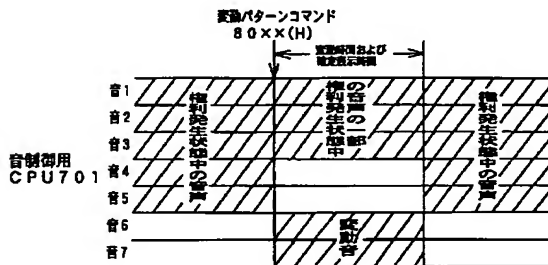 変動パターンコマンド
80××(H)
変動時間および
確定表示時間
音1
音2
音3
音4
音5
音6
音7
音制御用
CPU701
権利発生状態中の音声
権利発生状態中
の音声の一部
権利発生状態中の音声
変動音